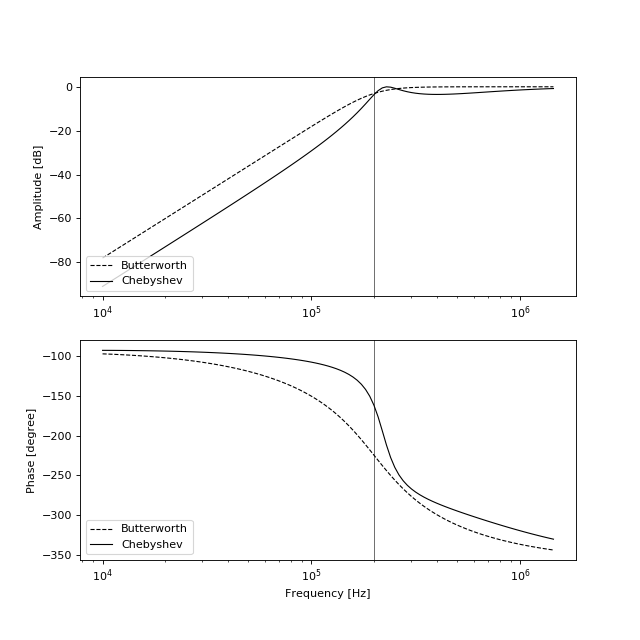 0
−20
−40
−60
−80
Amplitude [dB]
Butterworth
Chebyshev
10⁴
10⁵
10⁶
−100
−150
−200
−250
−300
−350
Phase [degree]
Butterworth
Chebyshev
10⁴
10⁵
10⁶
Frequency [Hz]